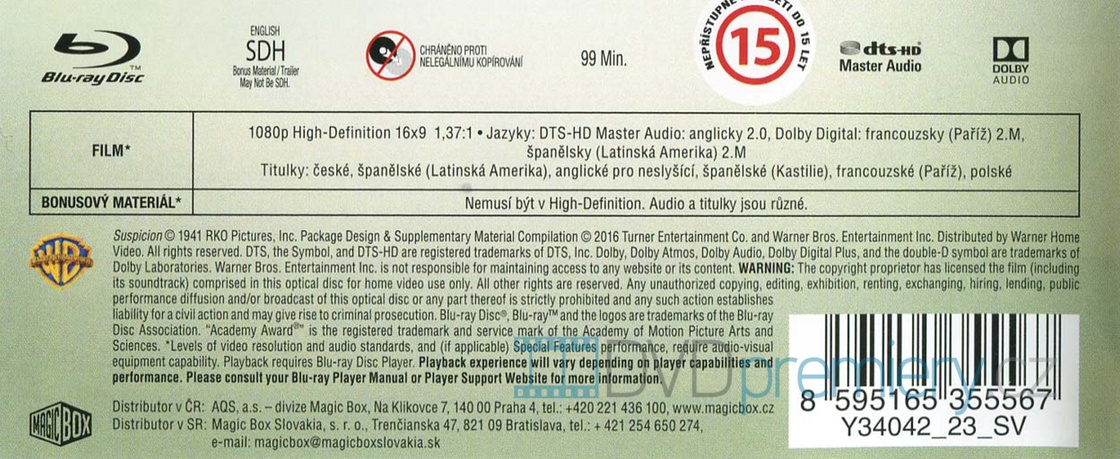 Blu-ray Disc™
ENGLISH
SDH
Bonus Material/Trailer
May Not Be SDH.
CHRÁNĚNO PROTI
NELEGÁLNÍMU KOPÍROVÁNÍ
99 Min.
DO 15 LET
15
dts-HD
Master Audio
DOLBY
AUDIO
FILM*
1080p High-Definition 16x9 1,37:1 • Jazyky: DTS-HD Master Audio: anglicky 2.0, Dolby Digital: francouzsky (Paříž) 2.M,
španělsky (Latinská Amerika) 2.M
Titulky: české, španělské (Latinská Amerika), anglické pro neslyšící, španělské (Kastilie), francouzské (Paříž), polské
BONUSOVÝ MATERIÁL*
Nemusí být v High-Definition. Audio a titulky jsou různé.
WB
Suspicion © 1941 RKO Pictures, Inc. Package Design & Supplementary Material Compilation © 2016 Turner Entertainment Co. and Warner Bros. Entertainment Inc. Distributed by Warner Home
Video. All rights reserved. DTS, the Symbol, and DTS-HD are registered trademarks of DTS, Inc. Dolby, Dolby Atmos, Dolby Audio, Dolby Digital Plus, and the double-D symbol are trademarks of
Dolby Laboratories. Warner Bros. Entertainment Inc. is not responsible for maintaining access to any website or its content. WARNING: The copyright proprietor has licensed the film (including
its soundtrack) comprised in this optical disc for home video use only. All other rights are reserved. Any unauthorized copying, editing, exhibition, renting, exchanging, hiring, lending, public
performance diffusion and/or broadcast of this optical disc or any part thereof is strictly prohibited and any such action establishes
liability for a civil action and may give rise to criminal prosecution. Blu-ray Disc®, Blu-ray™ and the logos are trademarks of the Blu-ray
Disc Association. "Academy Award®" is the registered trademark and service mark of the Academy of Motion Picture Arts and
Sciences. *Levels of video resolution and audio standards, and (if applicable) Special Features performance, require audio-visual
equipment capability. Playback requires Blu-ray Disc Player. Playback experience will vary depending on player capabilities and
performance. Please consult your Blu-ray Player Manual or Player Support Website for more information.
DVDpremiery.cz
MAGIC BOX
Distributor v ČR: AQS, a.s. – divize Magic Box, Na Klikovce 7, 140 00 Praha 4, tel.: +420 221 436 100, www.magicbox.cz
Distributor v SR: Magic Box Slovakia, s. r. o., Trenčianska 47, 821 09 Bratislava, tel.: + 421 254 650 274,
e-mail: magicbox@magicboxslovakia.sk
8 595165 355567
Y34042_23_SV